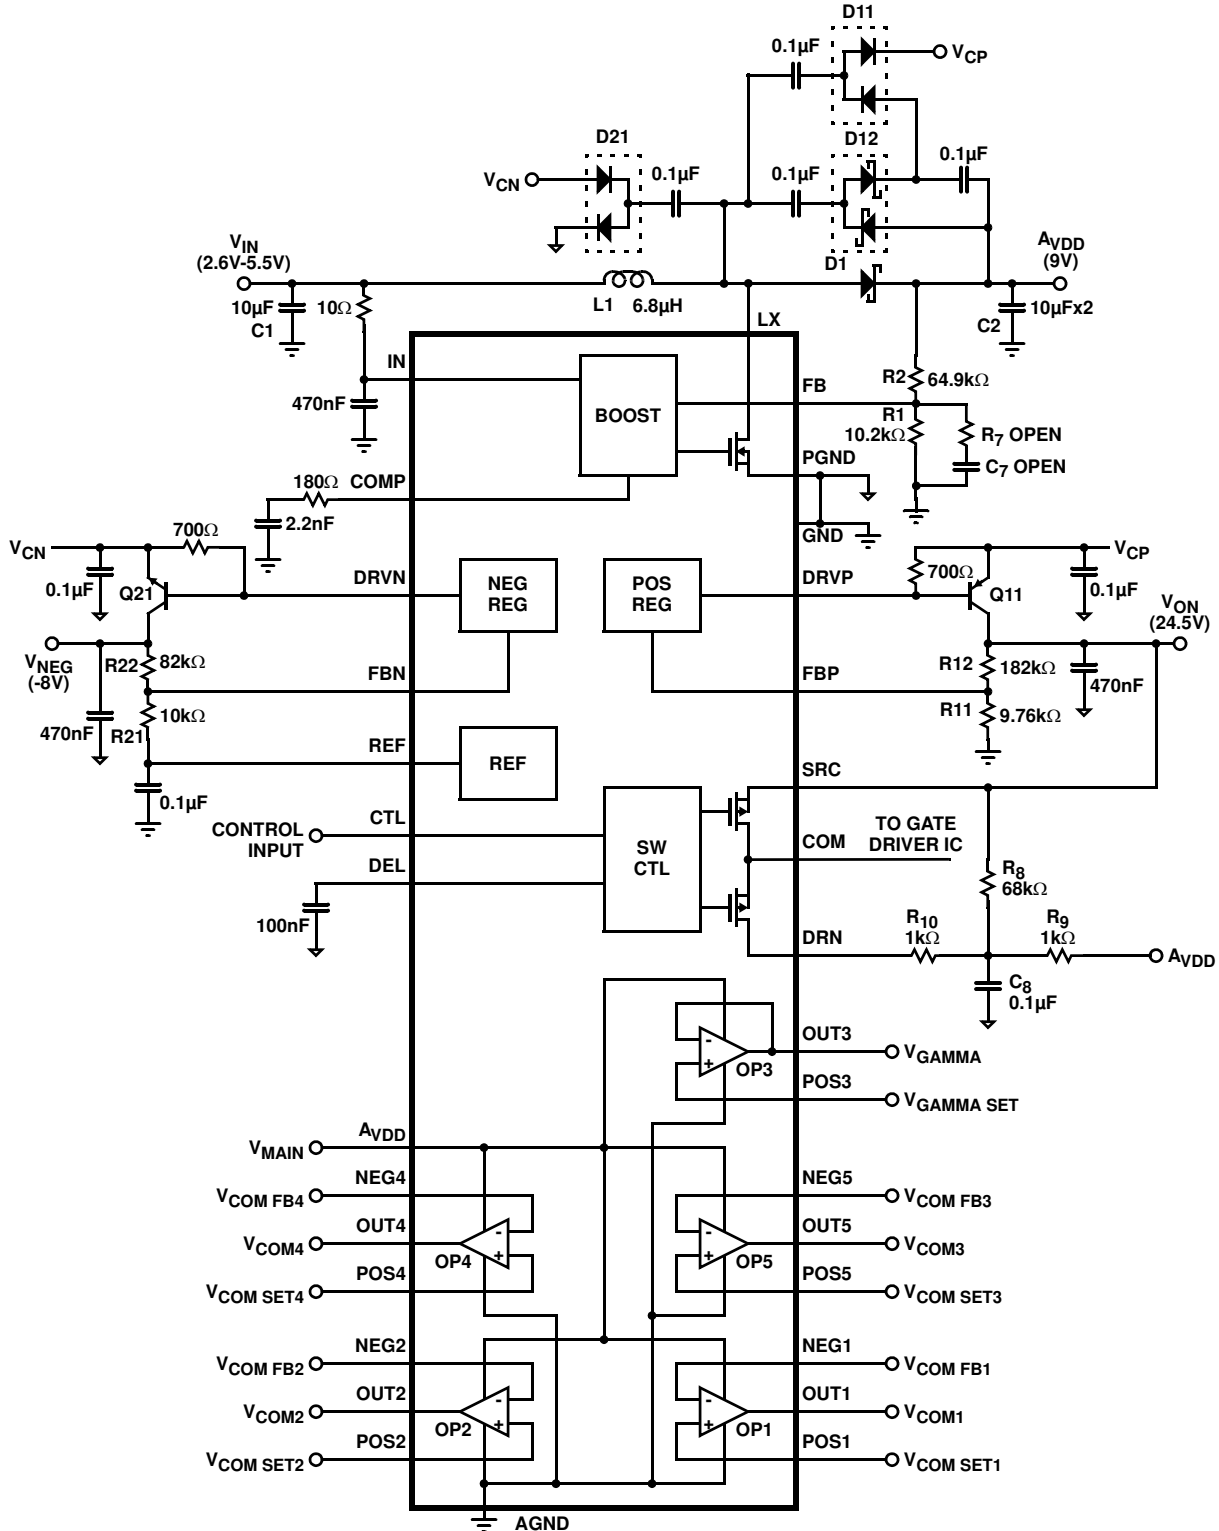 D11
0.1µF
VCP
D12
D21
0.1µF
0.1µF
0.1µF
VCN
VIN
(2.6V-5.5V)
AVDD
(9V)
D1
10µF
C1
10Ω
L1
6.8µH
C2
10µFx2
LX
IN
R2
64.9kΩ
FB
470nF
BOOST
R1
10.2kΩ
R7 OPEN
PGND
C7 OPEN
180Ω
COMP
2.2nF
700Ω
GND
VCN
VCP
DRVN
NEG
REG
POS
REG
DRVP
700Ω
0.1µF
Q21
Q11
0.1µF
VON
(24.5V)
VNEG
(-8V)
R22
82kΩ
FBN
FBP
R12
182kΩ
470nF
10kΩ
R11
9.76kΩ
470nF
R21
REF
REF
SRC
0.1µF
CTL
CONTROL
INPUT
SW
CTL
COM
TO GATE
DRIVER IC
DEL
R8
68kΩ
100nF
DRN
R10
1kΩ
R9
1kΩ
AVDD
C8
0.1µF
OUT3
-
+
OP3
VGAMMA
POS3
VGAMMA SET
AVDD
VMAIN
NEG4
NEG5
VCOM FB4
VCOM FB3
OUT4
-
+
OP4
-
+
OP5
OUT5
VCOM4
VCOM3
POS4
POS5
VCOM SET4
VCOM SET3
NEG2
NEG1
VCOM FB2
VCOM FB1
OUT2
-
+
OP2
-
+
OP1
OUT1
VCOM2
VCOM1
POS2
POS1
VCOM SET2
VCOM SET1
AGND